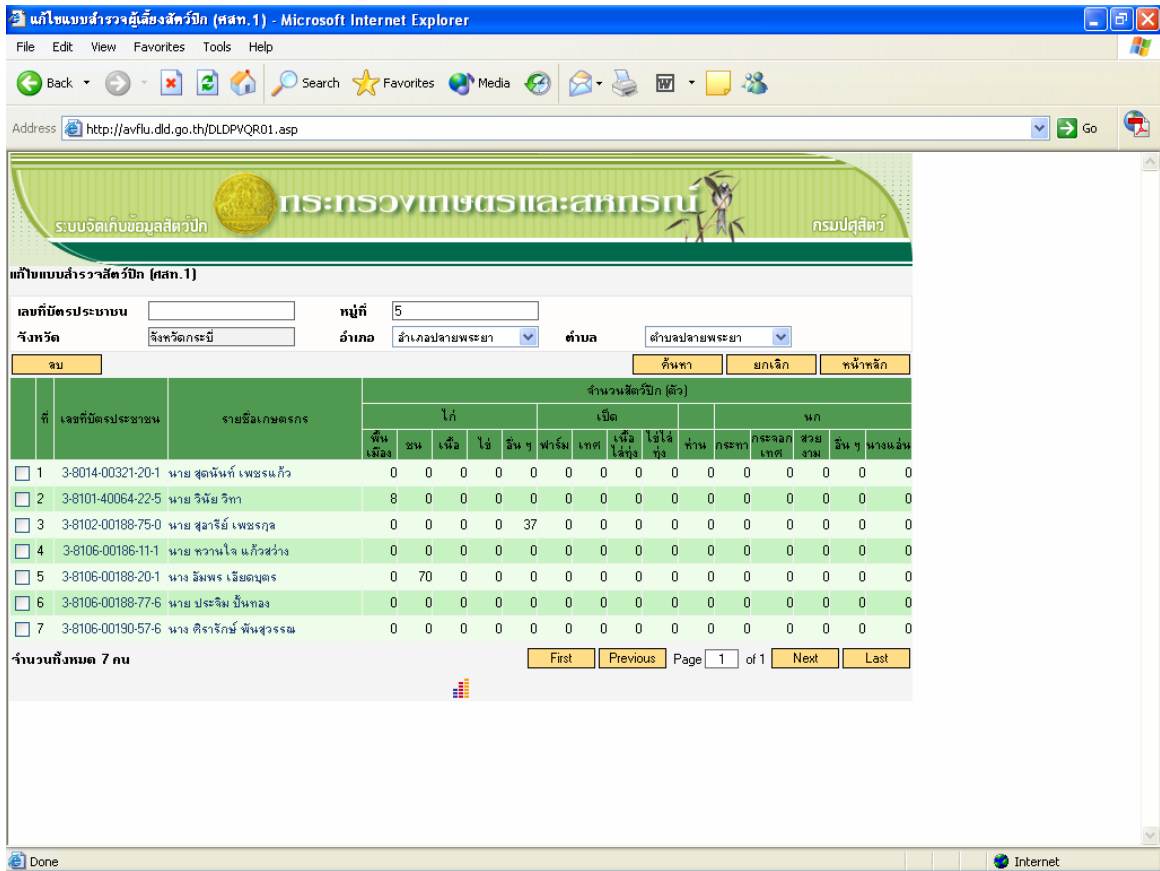 แก้ไขแบบสำรวจผู้เลี้ยงสัตว์ปีก (ศสท.1) - Microsoft Internet Explorer
File Edit View Favorites Tools Help
Back Search Favorites Media
Address http://avflu.dld.go.th/DLDPVQR01.asp Go
กระทรวงเกษตรและสหกรณ์
ระบบจัดเก็บข้อมูลสัตว์ปีก กรมปศุสัตว์
แก้ไขแบบสำรวจสัตว์ปีก (ศสท.1)
เลขที่บัตรประชาชน หมู่ที่ 5
จังหวัด จังหวัดกระบี่ อำเภอ อำเภอปลายพระยา ตำบล ตำบลปลายพระยา
ลบ ค้นหา ยกเลิก หน้าหลัก
จำนวนสัตว์ปีก (ตัว)
ไก่ เป็ด นก
ที่ เลขที่บัตรประชาชน รายชื่อเกษตรกร พื้นเมือง ชน เนื้อ ไข่ อื่น ๆ ฟาร์ม เทศ เนื้อไล่ทุ่ง ไข่ไล่ทุ่ง ห่าน กระทา กระจอกเทศ สวยงาม อื่น ๆ นางแอ่น
1 3-8014-00321-20-1 นาย สุดนันท์ เพชรแก้ว 0 0 0 0 0 0 0 0 0 0 0 0 0 0 0
2 3-8101-40064-22-5 นาย วินัย วิทา 8 0 0 0 0 0 0 0 0 0 0 0 0 0 0
3 3-8102-00188-75-0 นาย สุอารีย์ เพชรกุล 0 0 0 0 37 0 0 0 0 0 0 0 0 0 0
4 3-8106-00186-11-1 นาย หวานใจ แก้วสว่าง 0 0 0 0 0 0 0 0 0 0 0 0 0 0 0
5 3-8106-00188-20-1 นาง อัมพร เอียดบุตร 0 70 0 0 0 0 0 0 0 0 0 0 0 0 0
6 3-8106-00188-77-6 นาย ประจิม ปั้นทอง 0 0 0 0 0 0 0 0 0 0 0 0 0 0 0
7 3-8106-00190-57-6 นาง ศิรารักษ์ พันสุวรรณ 0 0 0 0 0 0 0 0 0 0 0 0 0 0 0
จำนวนทั้งหมด 7 คน First Previous Page 1 of 1 Next Last
Done Internet